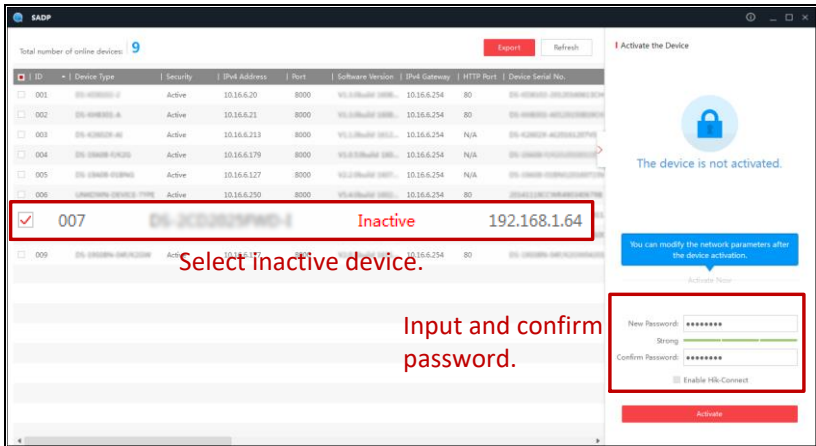 SADP
Total number of online devices: 9
Export
Refresh
Activate the Device
ID Device Type Security IPv4 Address Port Software Version IPv4 Gateway HTTP Port Device Serial No.
001 Active 10.16.6.20 8000 10.16.6.254 80
002 Active 10.16.6.21 8000 10.16.6.254 80
003 Active 10.16.6.213 8000 10.16.6.254 N/A
004 Active 10.16.6.179 8000 10.16.6.254 N/A
The device is not activated.
005 Active 10.16.6.127 8000 10.16.6.254 N/A
006 UNKNOWN DEVICE TYPE Active 10.16.6.250 8000 10.16.6.254 80
007 Inactive 192.168.1.64
You can modify the network parameters after
the device activation.
009 8000 10.16.6.254 80
Select inactive device.
Activate Now
Input and confirm
password.
New Password:
Strong
Confirm Password:
Enable Hik-Connect
Activate